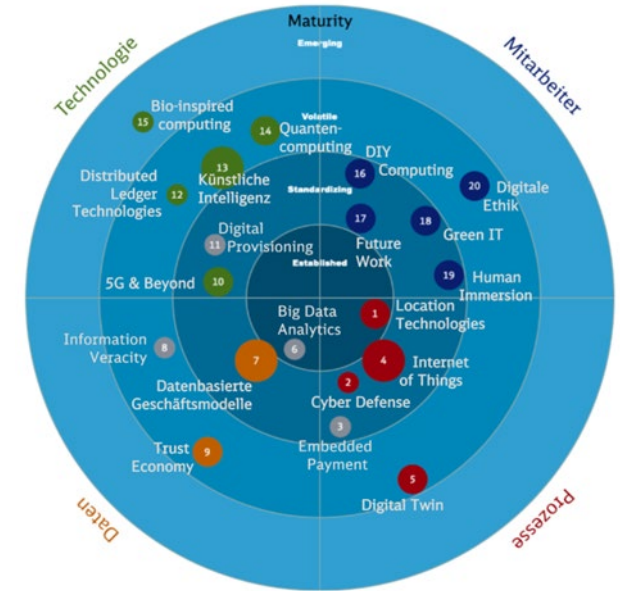 Maturity
Emerging
Technologie
Mitarbeiter
15
Bio-inspired
computing
Volatile
14
Quanten-
computing
13
Künstliche
Intelligenz
Distributed
Ledger
Technologies
12
16
DIY
Computing
20
Digitale
Ethik
Standardizing
17
Future
Work
18
Green IT
11
Digital
Provisioning
5G & Beyond
10
Established
19
Human
Immersion
Big Data
Analytics
6
1
Location
Technologies
Information
Veracity
8
7
Datenbasierte
Geschäftsmodelle
4
Internet
of Things
2
Cyber Defense
3
Embedded
Payment
Trust
Economy
9
5
Digital Twin
Daten
Prozesse